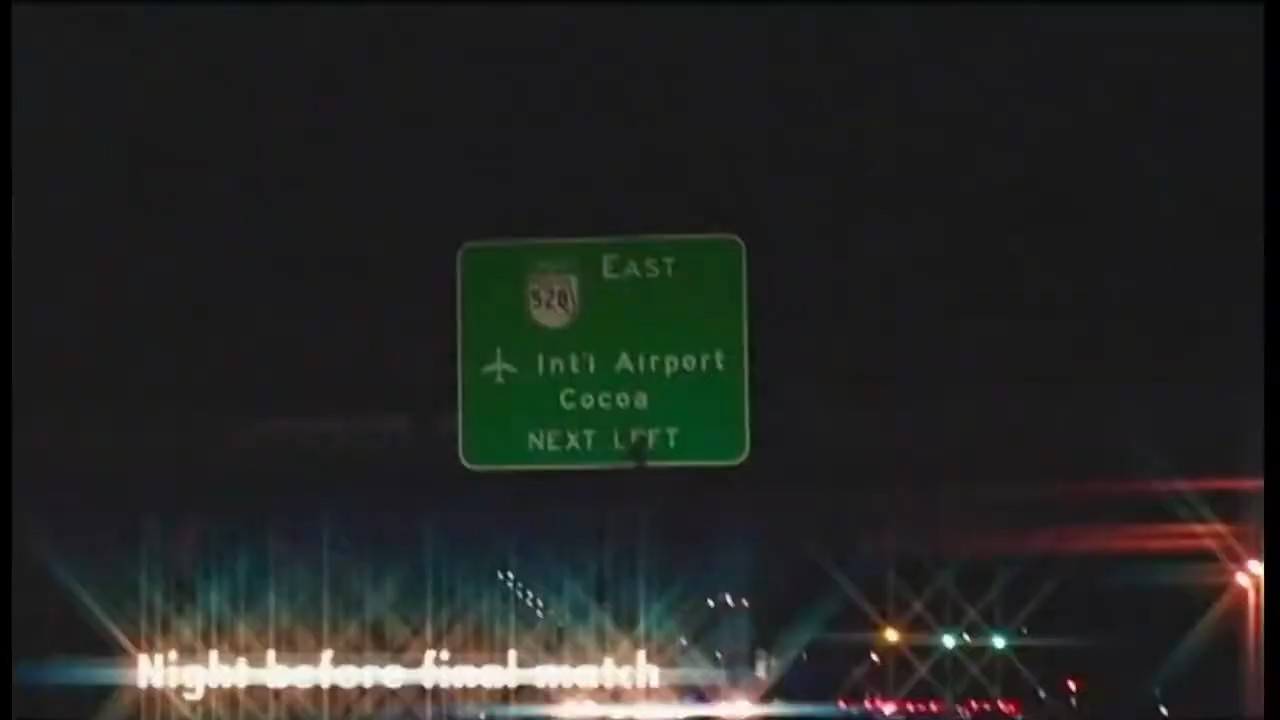 EAST
528
Int'l Airport
Cocoa
NEXT LEFT
Night before final match